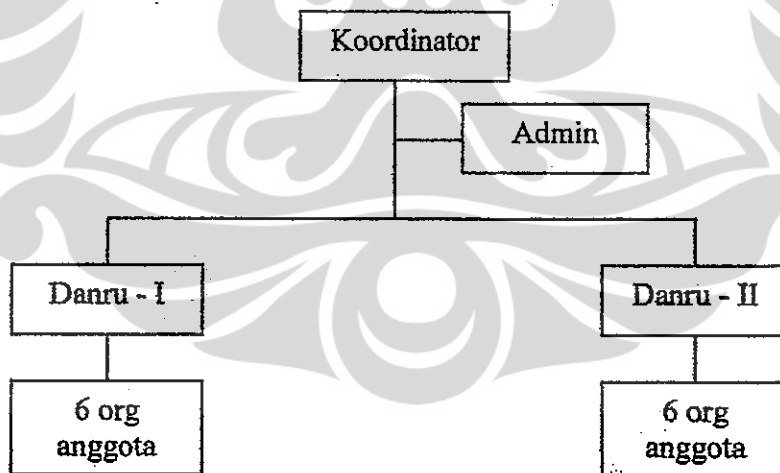 Koordinator
Admin
Danru - I
Danru - II
6 org
anggota
6 org
anggota